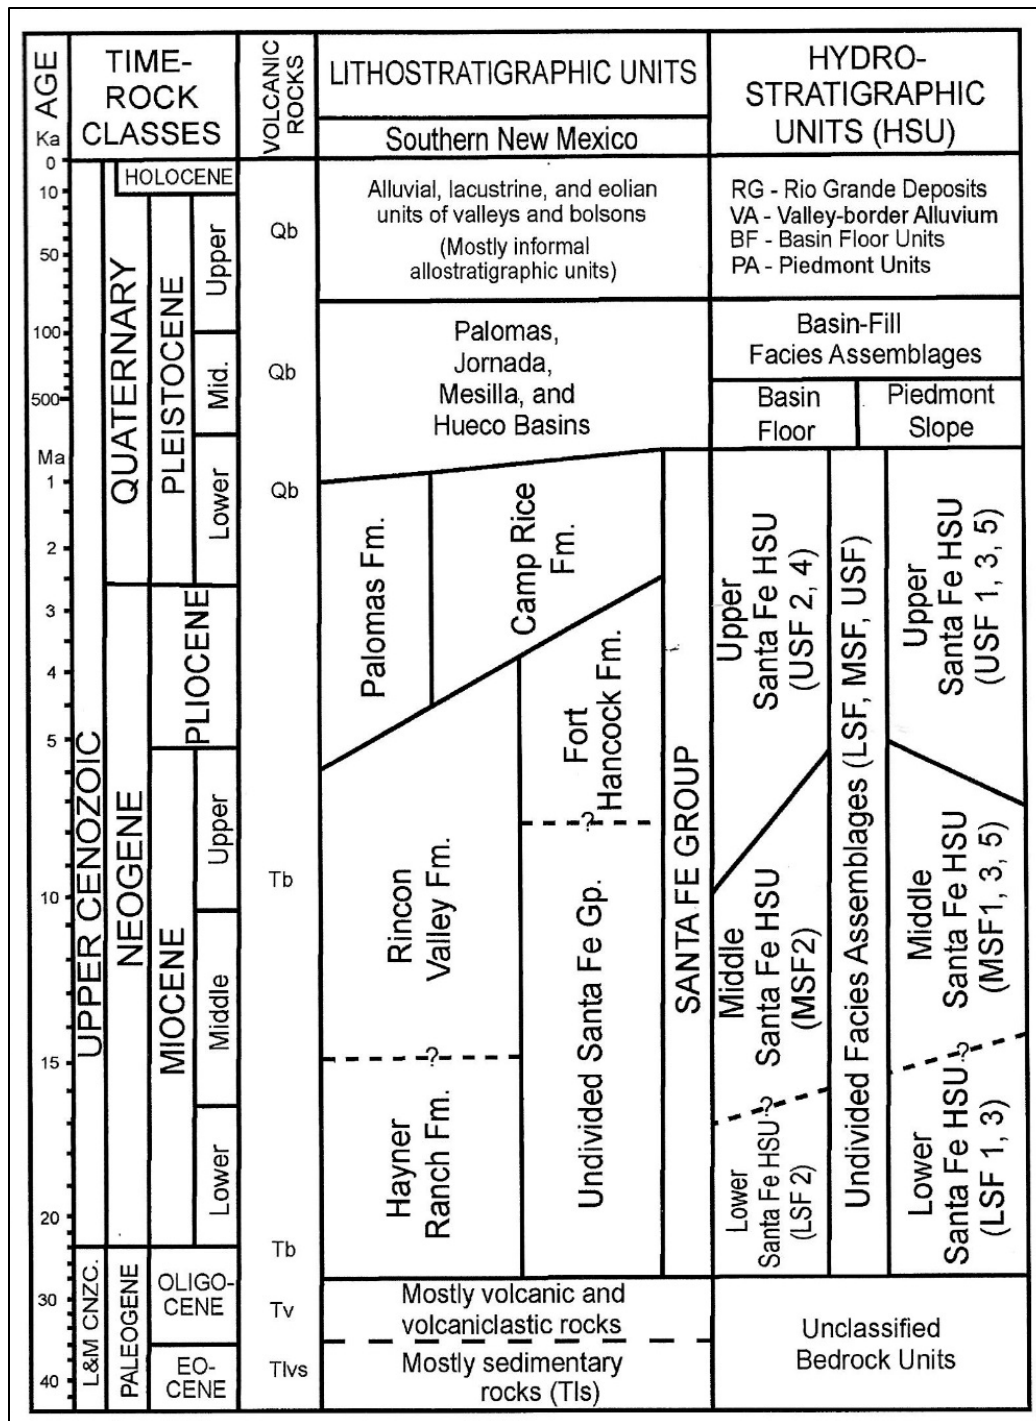 AGE
Ka
TIME-
ROCK
CLASSES
VOLCANIC
ROCKS
LITHOSTRATIGRAPHIC UNITS
Southern New Mexico
HYDRO-
STRATIGRAPHIC
UNITS (HSU)
0
10
50
100
500
Ma
1
2
3
4
5
10
15
20
30
40
UPPER CENOZOIC
L&M CNZC.
QUATERNARY
NEOGENE
PALEOGENE
HOLOCENE
PLEISTOCENE
Upper
Mid.
Lower
PLIOCENE
MIOCENE
Upper
Middle
Lower
OLIGO-
CENE
EO-
CENE
Qb
Qb
Qb
Tb
Tb
Tv
Tlvs
Alluvial, lacustrine, and eolian
units of valleys and bolsons
(Mostly informal
allostratigraphic units)
Palomas,
Jornada,
Mesilla, and
Hueco Basins
Palomas Fm.
Camp Rice
Fm.
Fort
Hancock Fm.
?
Rincon
Valley Fm.
?
Hayner
Ranch Fm.
Undivided Santa Fe Gp.
SANTA FE GROUP
Mostly volcanic and
volcaniclastic rocks
Mostly sedimentary
rocks (Tls)
RG - Rio Grande Deposits
VA - Valley-border Alluvium
BF - Basin Floor Units
PA - Piedmont Units
Basin-Fill
Facies Assemblages
Basin
Floor
Piedmont
Slope
Upper
Santa Fe HSU
(USF 2, 4)
Middle
Santa Fe HSU
(MSF2)
?
Lower
Santa Fe HSU
(LSF 2)
Undivided Facies Assemblages (LSF, MSF, USF)
Upper
Santa Fe HSU
(USF 1, 3, 5)
Middle
Santa Fe HSU
(MSF1, 3, 5)
?
Lower
Santa Fe HSU
(LSF 1, 3)
Unclassified
Bedrock Units